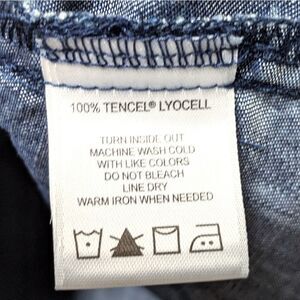 100% TENCEL® LYOCELL
TURN INSIDE OUT
MACHINE WASH COLD
WITH LIKE COLORS
DO NOT BLEACH
LINE DRY
WARM IRON WHEN NEEDED